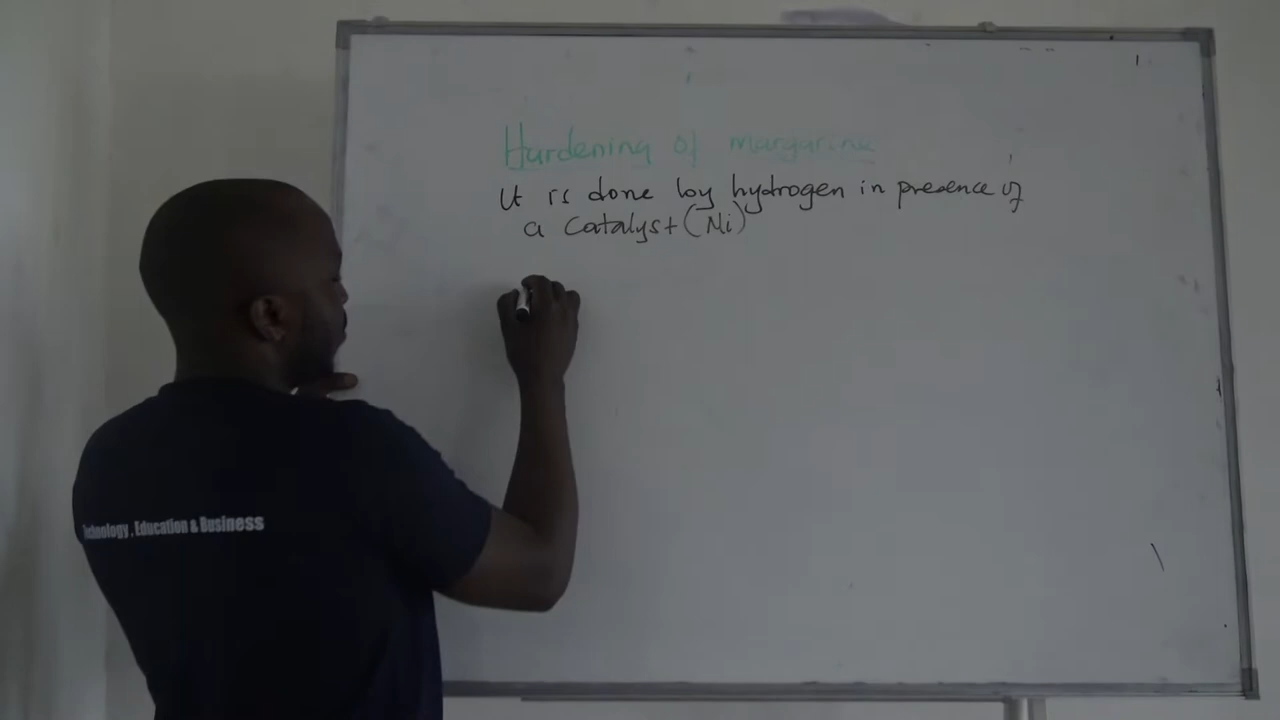 Hardening of margarine
It is done by hydrogen in presence of
a catalyst (Ni)
Technology, Education & Business